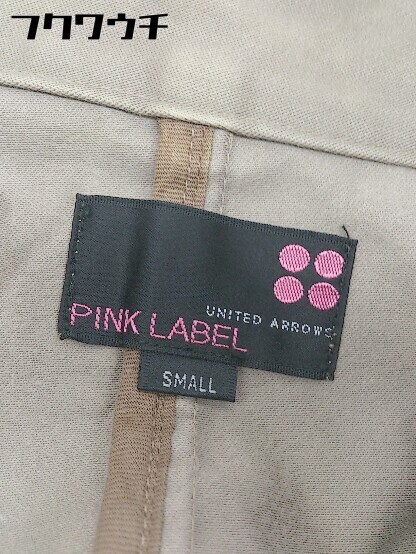 フクワウチ
UNITED ARROWS
PINK LABEL
SMALL